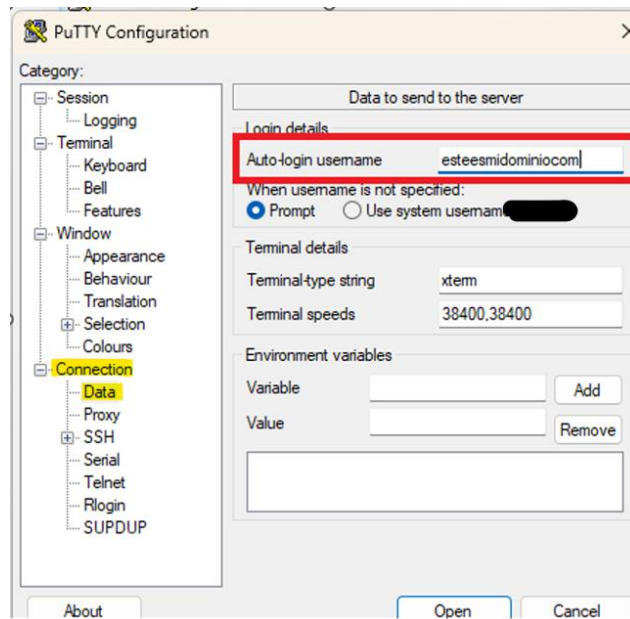 PuTTY Configuration
Category:
Session
Logging
Terminal
Keyboard
Bell
Features
Window
Appearance
Behaviour
Translation
Selection
Colours
Connection
Data
Proxy
SSH
Serial
Telnet
Rlogin
SUPDUP
Data to send to the server
Login details
Auto-login username esteesmidominiocom
When username is not specified:
Prompt Use system username
Terminal details
Terminal-type string xterm
Terminal speeds 38400,38400
Environment variables
Variable Add
Value Remove
About Open Cancel